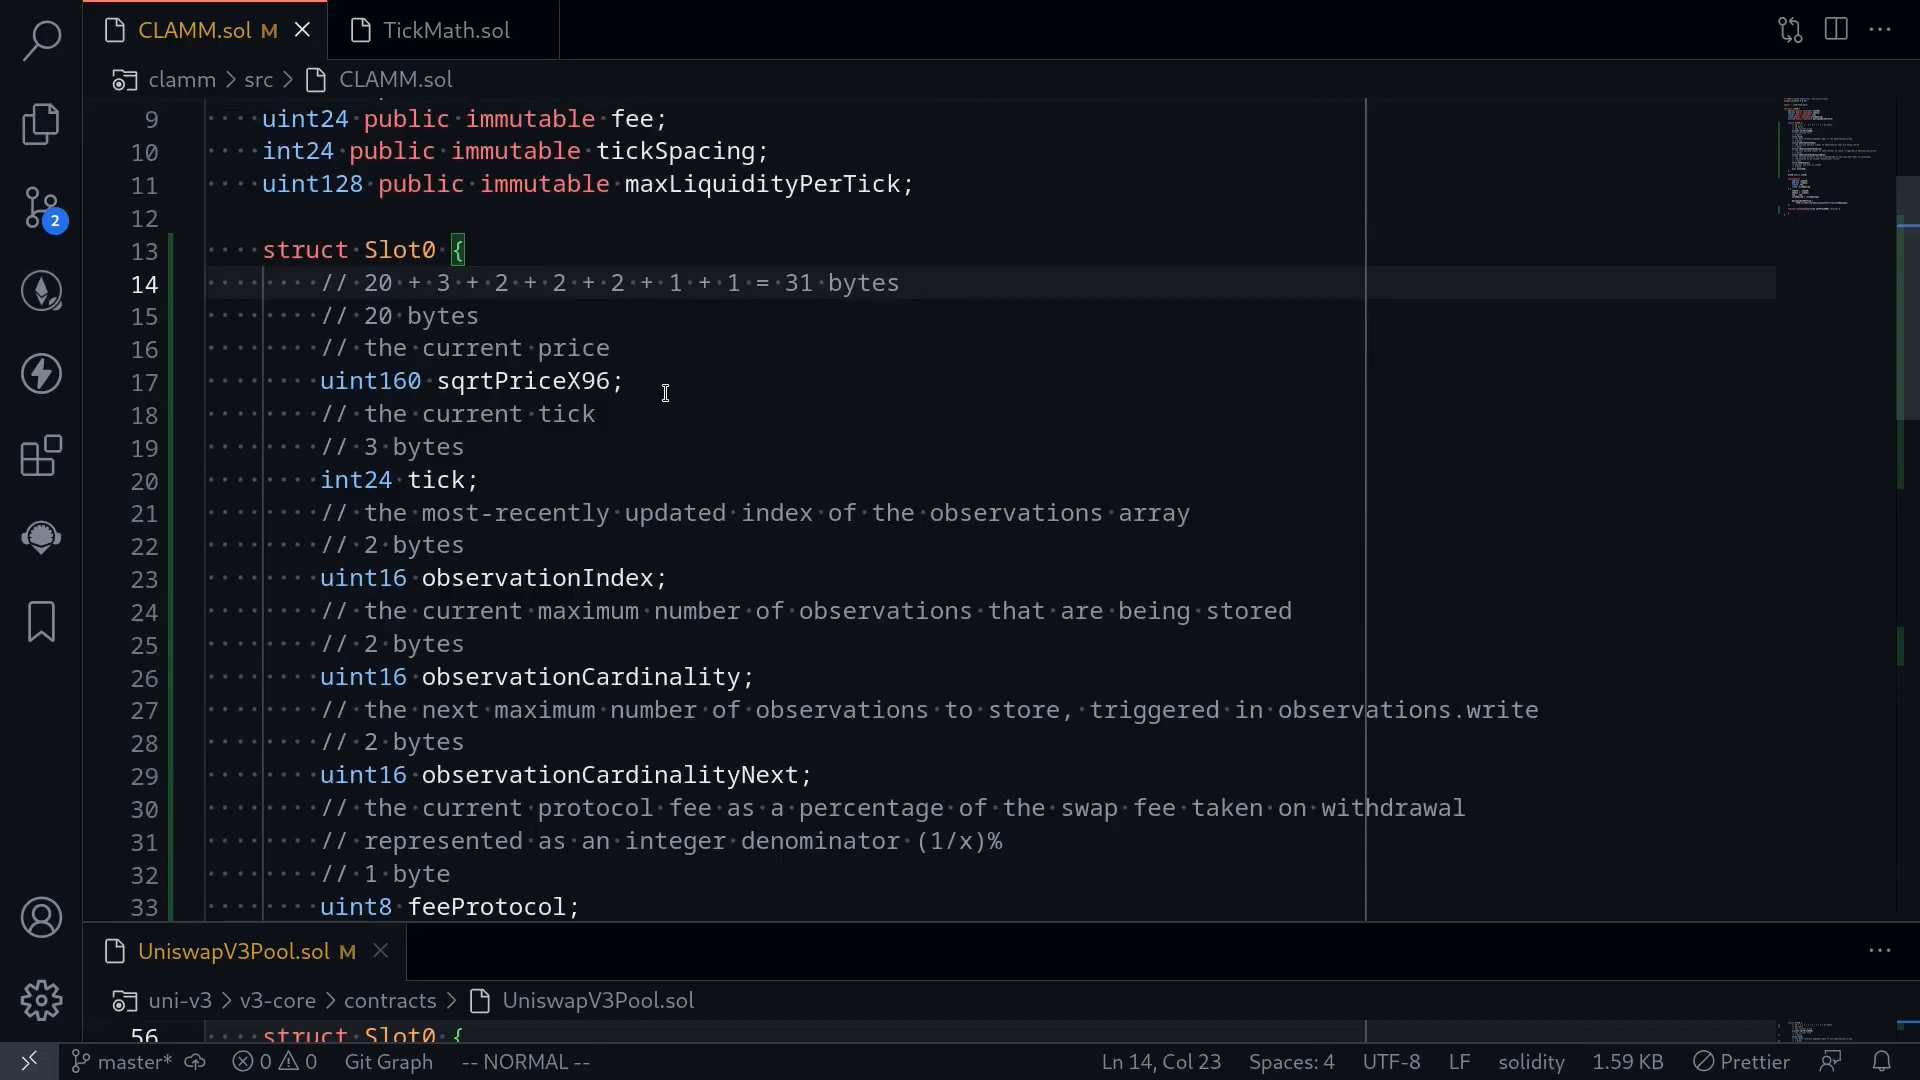 CLAMM.sol M
TickMath.sol
clamm > src > CLAMM.sol
9 uint24 public immutable fee;
10 int24 public immutable tickSpacing;
11 uint128 public immutable maxLiquidityPerTick;
12
13 struct Slot0 {
14 // 20 + 3 + 2 + 2 + 2 + 1 + 1 = 31 bytes
15 // 20 bytes
16 // the current price
17 uint160 sqrtPriceX96;
18 // the current tick
19 // 3 bytes
20 int24 tick;
21 // the most-recently updated index of the observations array
22 // 2 bytes
23 uint16 observationIndex;
24 // the current maximum number of observations that are being stored
25 // 2 bytes
26 uint16 observationCardinality;
27 // the next maximum number of observations to store, triggered in observations.write
28 // 2 bytes
29 uint16 observationCardinalityNext;
30 // the current protocol fee as a percentage of the swap fee taken on withdrawal
31 // represented as an integer denominator (1/x)%
32 // 1 byte
33 uint8 feeProtocol;
2
UniswapV3Pool.sol M
uni-v3 > v3-core > contracts > UniswapV3Pool.sol
56 struct Slot0 {
master* 0 0 Git Graph -- NORMAL -- Ln 14, Col 23 Spaces: 4 UTF-8 LF solidity 1.59 KB Prettier